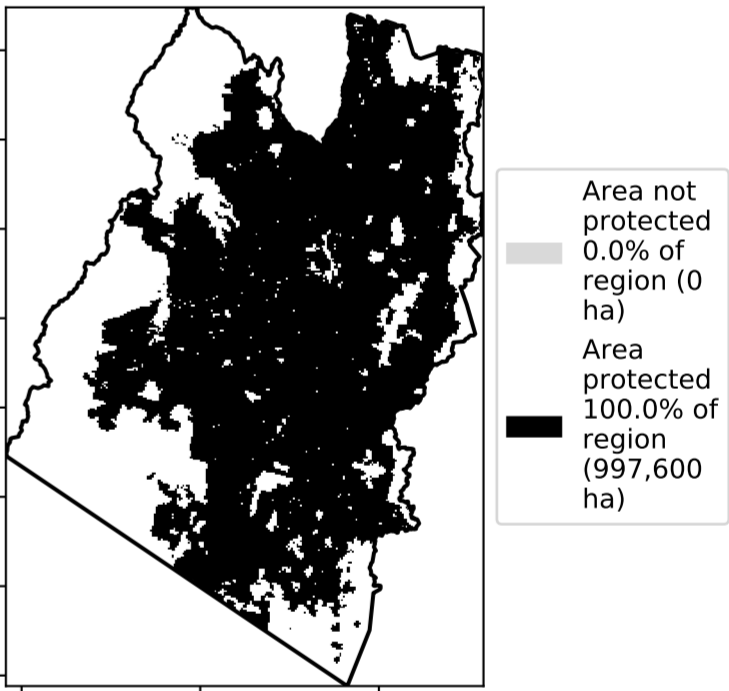 Area not
protected
0.0% of
region (0
ha)
Area
protected
100.0% of
region
(997,600
ha)